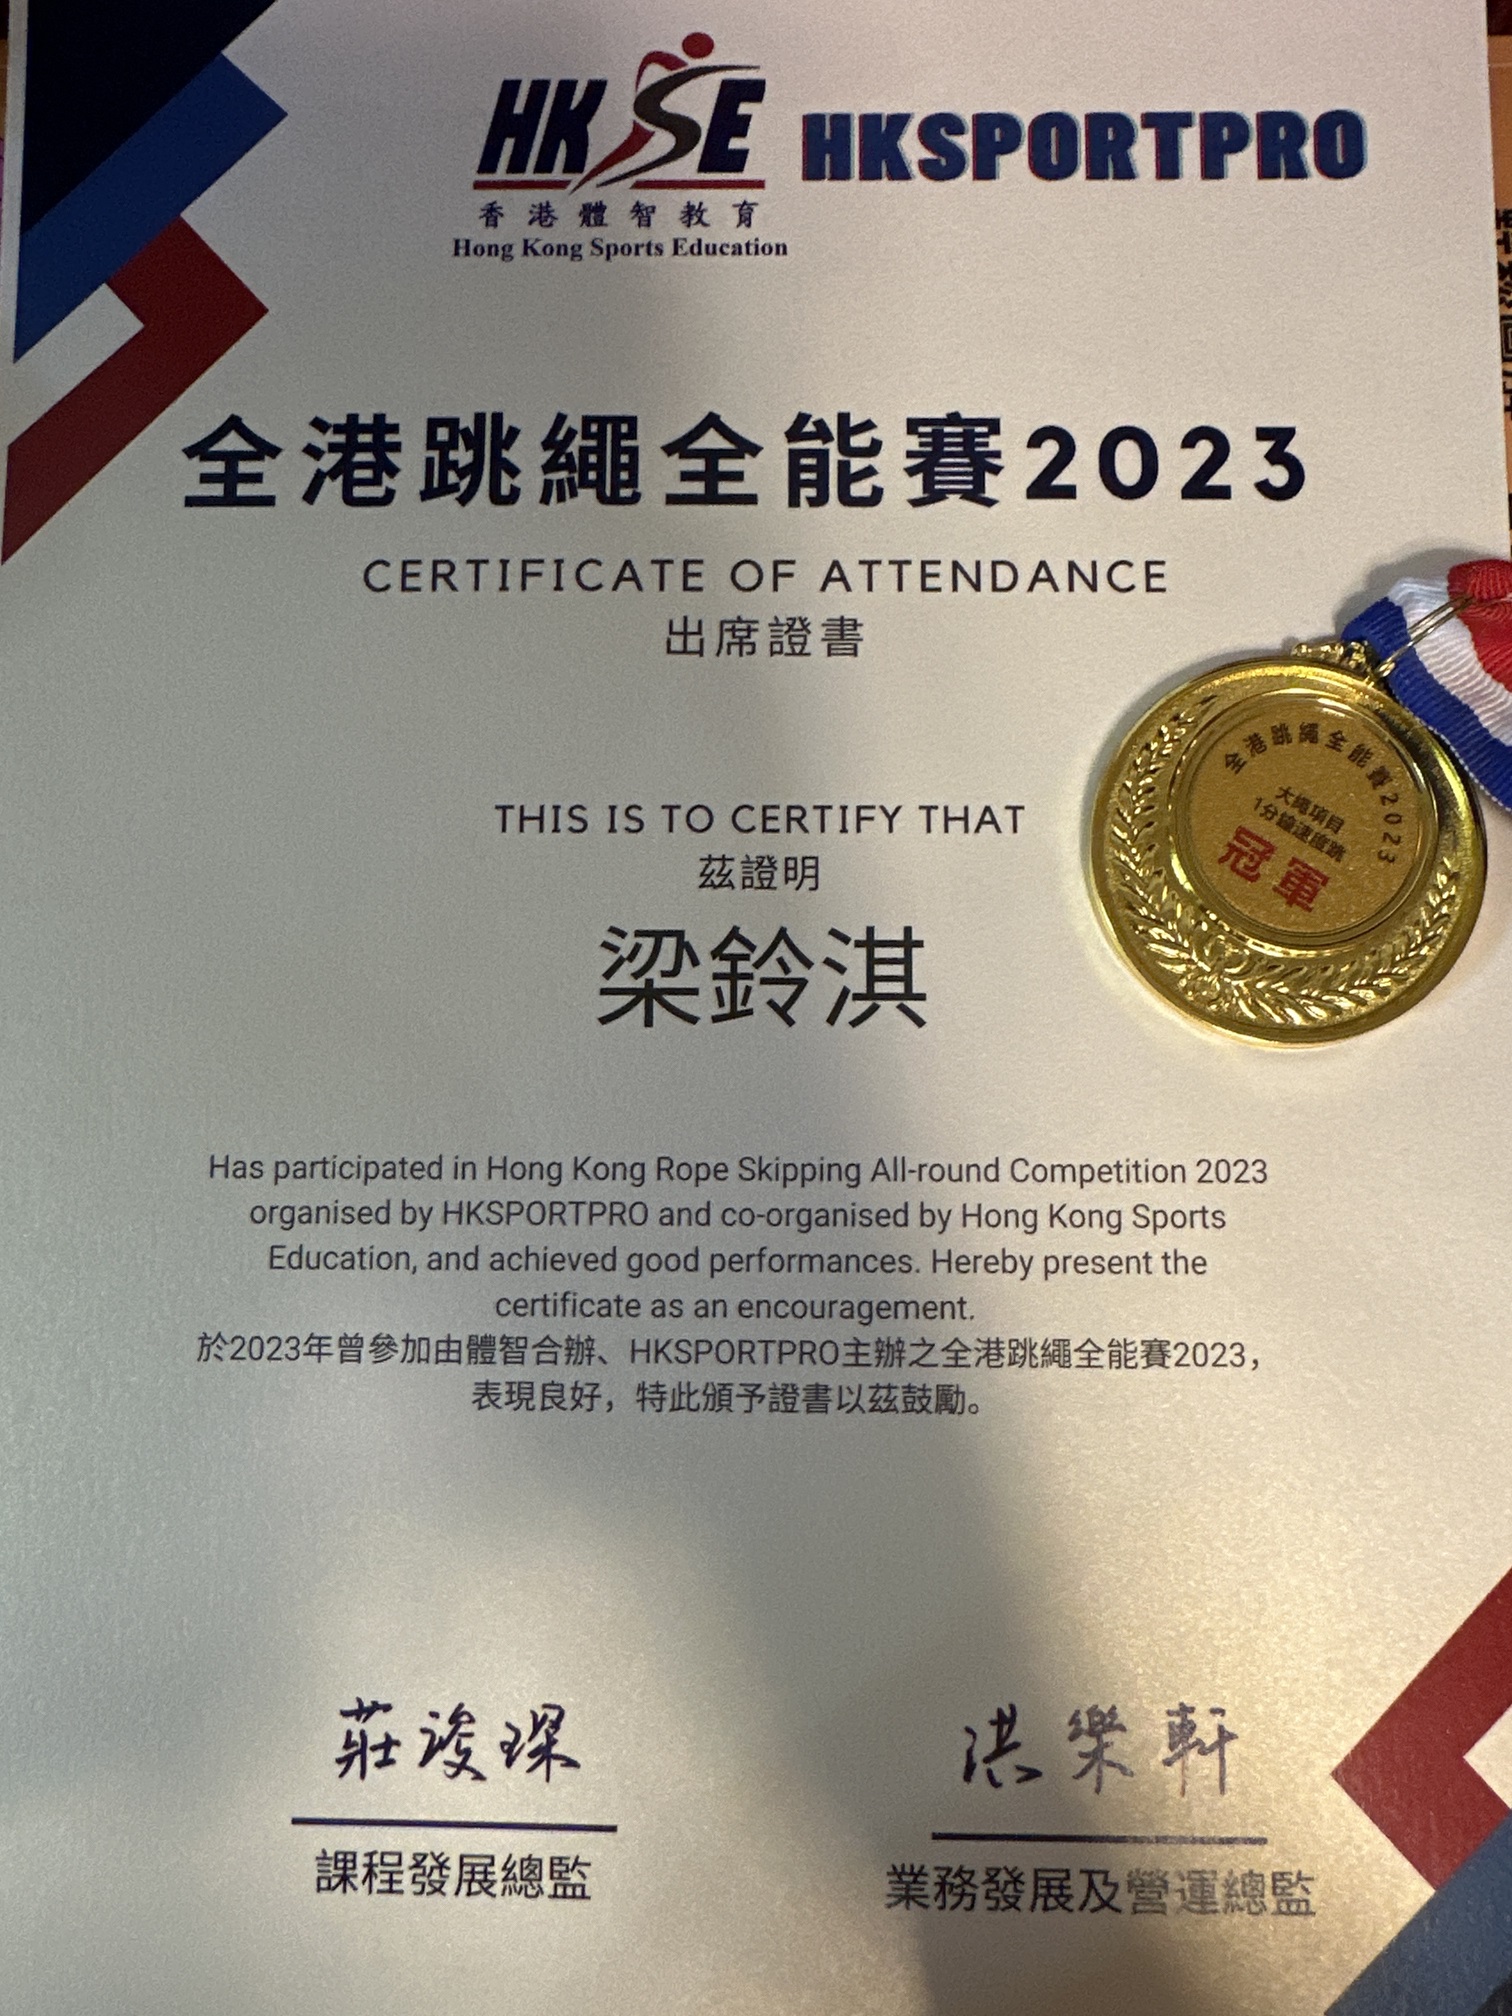 HKSE
香港體智教育
Hong Kong Sports Education
HKSPORTPRO
全港跳繩全能賽2023
CERTIFICATE OF ATTENDANCE
出席證書
全港跳繩全能賽2023
大繩項目
1分鐘速度跳
冠軍
THIS IS TO CERTIFY THAT
茲證明
梁鈴淇
Has participated in Hong Kong Rope Skipping All-round Competition 2023
organised by HKSPORTPRO and co-organised by Hong Kong Sports
Education, and achieved good performances. Hereby present the
certificate as an encouragement.
於2023年曾參加由體智合辦、HKSPORTPRO主辦之全港跳繩全能賽2023，
表現良好，特此頒予證書以茲鼓勵。
洪樂軒
課程發展總監
業務發展及營運總監